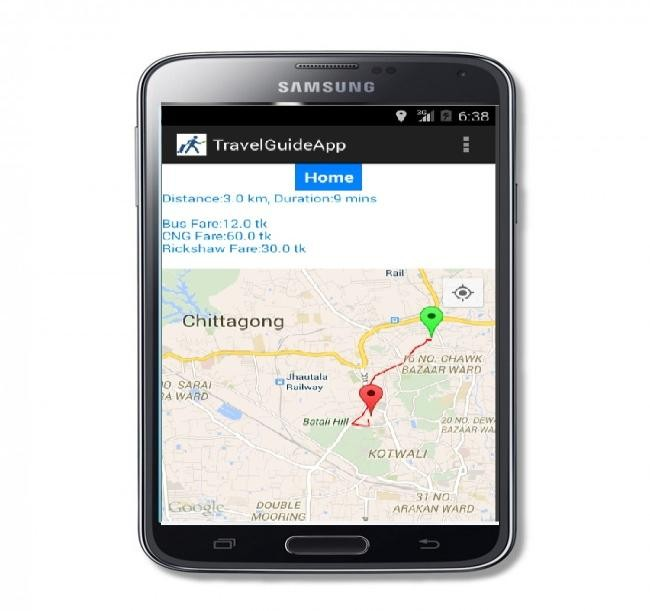 SAMSUNG
3G 6:38
TravelGuideApp
Home
Distance:3.0 km, Duration:9 mins
Bus Fare:12.0 tk
CNG Fare:60.0 tk
Rickshaw Fare:30.0 tk
Rail
Chittagong
16 NO. CHAWK
BAZAAR WARD
Jhautala
Railway
SARAI
WARD
Batali Hill
20 NO. DEW
BAZAAR WA
KOTWALI
DOUBLE
MOORING
31 NO.
ARAKAN WARD
Google